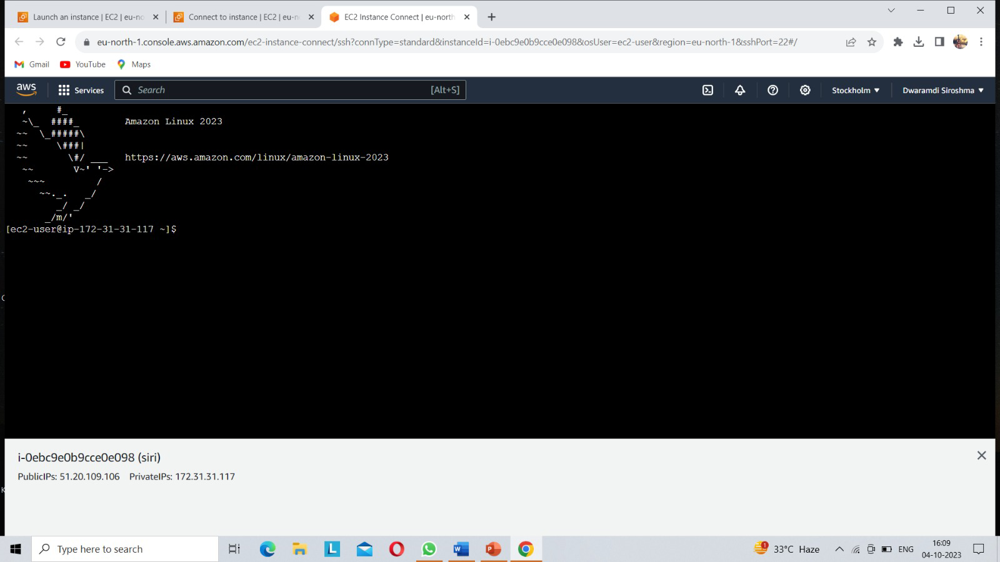 Launch an instance | EC2 | eu-no
Connect to instance | EC2 | eu-n
EC2 Instance Connect | eu-north
eu-north-1.console.aws.amazon.com/ec2-instance-connect/ssh?connType=standard&instanceId=i-0ebc9e0b9cce0e098&osUser=ec2-user&region=eu-north-1&sshPort=22#/
Gmail YouTube Maps
aws Services Search [Alt+S] Stockholm Dwaramdi Siroshma
   ,     #_
   ~\_  ####_        Amazon Linux 2023
  ~~  \_#####\
  ~~     \###|
  ~~       \#/ ___   https://aws.amazon.com/linux/amazon-linux-2023
   ~~       V~' '->
    ~~~         /
      ~~._.   _/
         _/ _/
       _/m/'
[ec2-user@ip-172-31-31-117 ~]$
i-0ebc9e0b9cce0e098 (siri)
PublicIPs: 51.20.109.106 PrivateIPs: 172.31.31.117
Type here to search
1 33°C Haze ENG
16:09
04-10-2023